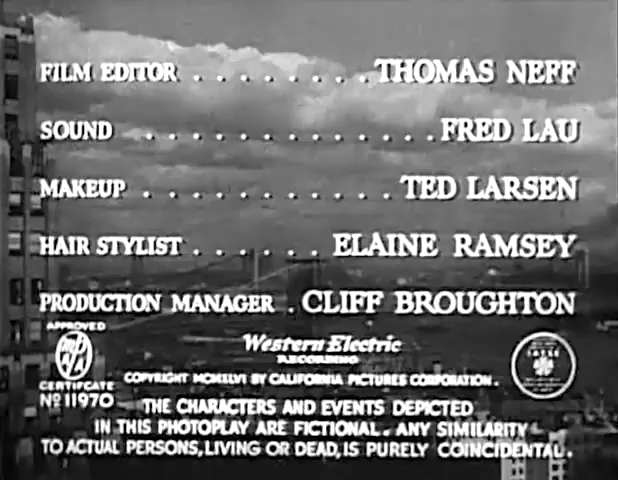 FILM EDITOR . . . . . . . . THOMAS NEFF
SOUND . . . . . . . . . . . . . FRED LAU
MAKEUP . . . . . . . . . . . . TED LARSEN
HAIR STYLIST . . . . . . ELAINE RAMSEY
PRODUCTION MANAGER . CLIFF BROUGHTON
APPROVED
CERTIFICATE
Nº 11970
Western Electric
RECORDING
COPYRIGHT MCMXLVI BY CALIFORNIA PICTURES CORPORATION.
THE CHARACTERS AND EVENTS DEPICTED
IN THIS PHOTOPLAY ARE FICTIONAL. ANY SIMILARITY
TO ACTUAL PERSONS, LIVING OR DEAD, IS PURELY COINCIDENTAL.